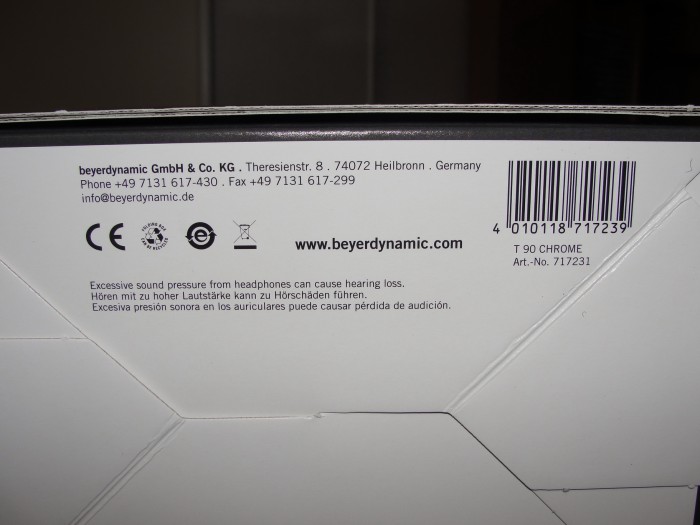 beyerdynamic GmbH & Co. KG . Theresienstr. 8 . 74072 Heilbronn . Germany
Phone +49 7131 617-430 . Fax +49 7131 617-299
info@beyerdynamic.de
CE
e
www.beyerdynamic.com
4 010118 717239
T 90 CHROME
Art.-No. 717231
Excessive sound pressure from headphones can cause hearing loss.
Hören mit zu hoher Lautstärke kann zu Hörschäden führen.
Excesiva presión sonora en los auriculares puede causar pérdida de audición.